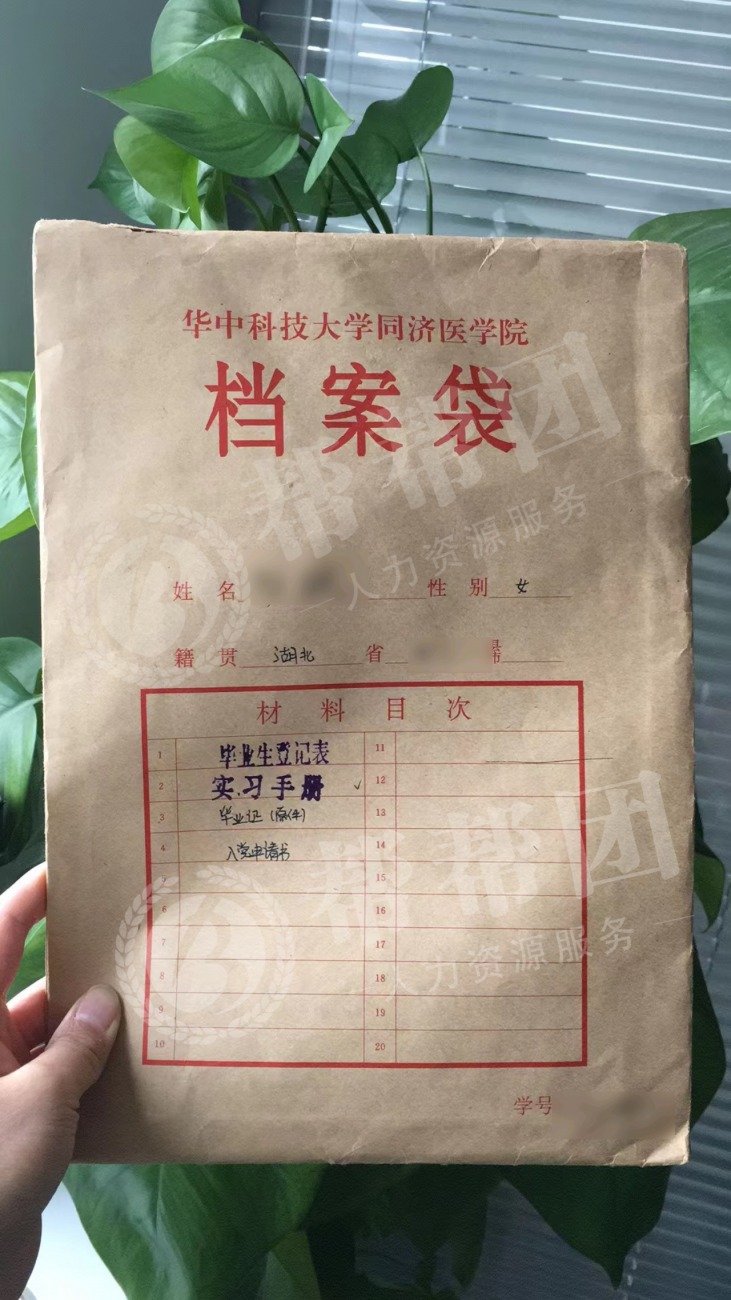 华中科技大学同济医学院
档案袋
姓名 性别 女
籍贯 湖北 省 县
材料目次
1 毕业生登记表 11
2 实习手册 ✓ 12
3 毕业证(原件) 13
4 入党申请书 14
5 15
6 16
7 17
8 18
9 19
10 20
学号
帮帮团
人力资源服务
帮帮团
人力资源服务